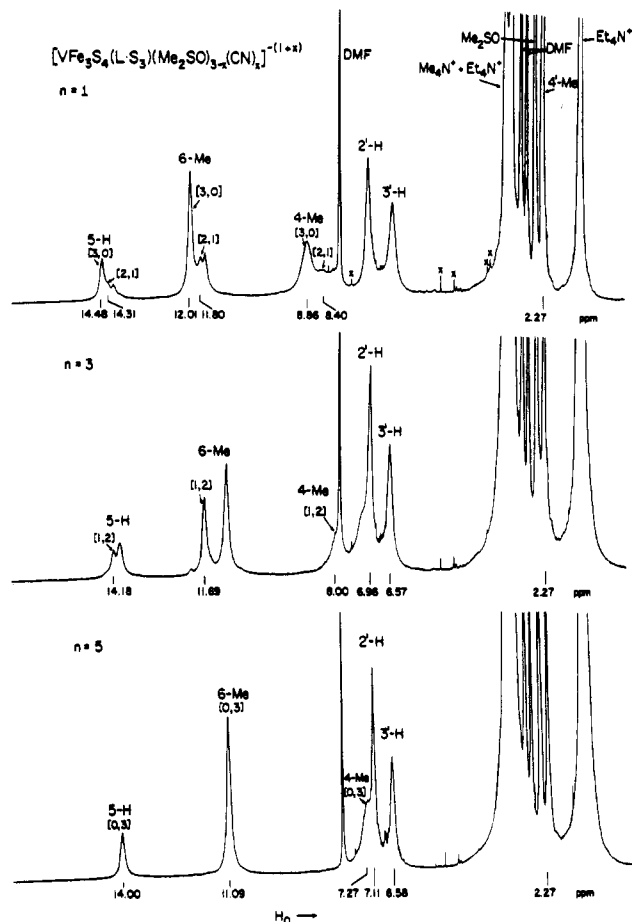 [VFe₃S₄(L·S₃)(Me₂SO)₃₋ₓ(CN)ₓ]⁻⁽¹⁺ˣ⁾
n = 1
DMF
Me₂SO
DMF
Et₄N⁺
Me₄N⁺ + Et₄N⁺
4'-Me
6-Me
[3,0]
[2,1]
5-H
[3,0]
[2,1]
4-Me
[3,0]
[2,1]
2'-H
3'-H
x x x x x
14.48 14.31 12.01 11.80 8.86 8.40 2.27 ppm
n = 3
2'-H
3'-H
6-Me
[1,2]
5-H
[1,2]
4-Me
[1,2]
14.18 11.69 8.00 6.96 6.57 2.27 ppm
n = 5
2'-H
3'-H
6-Me
[0,3]
4-Me
[0,3]
5-H
[0,3]
14.00 11.09 7.27 7.11 6.58 2.27 ppm
H₀ →